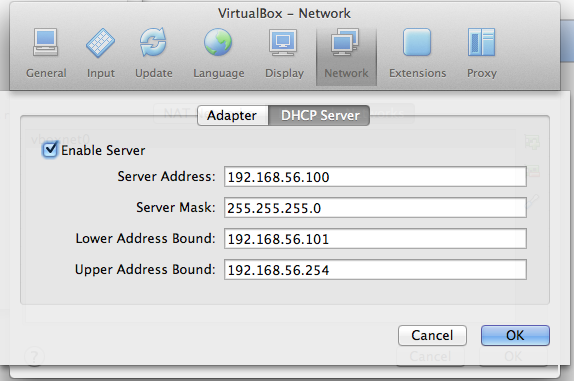 VirtualBox – Network
General Input Update Language Display Network Extensions Proxy
Adapter DHCP Server
Enable Server
Server Address: 192.168.56.100
Server Mask: 255.255.255.0
Lower Address Bound: 192.168.56.101
Upper Address Bound: 192.168.56.254
Cancel OK
? Cancel OK